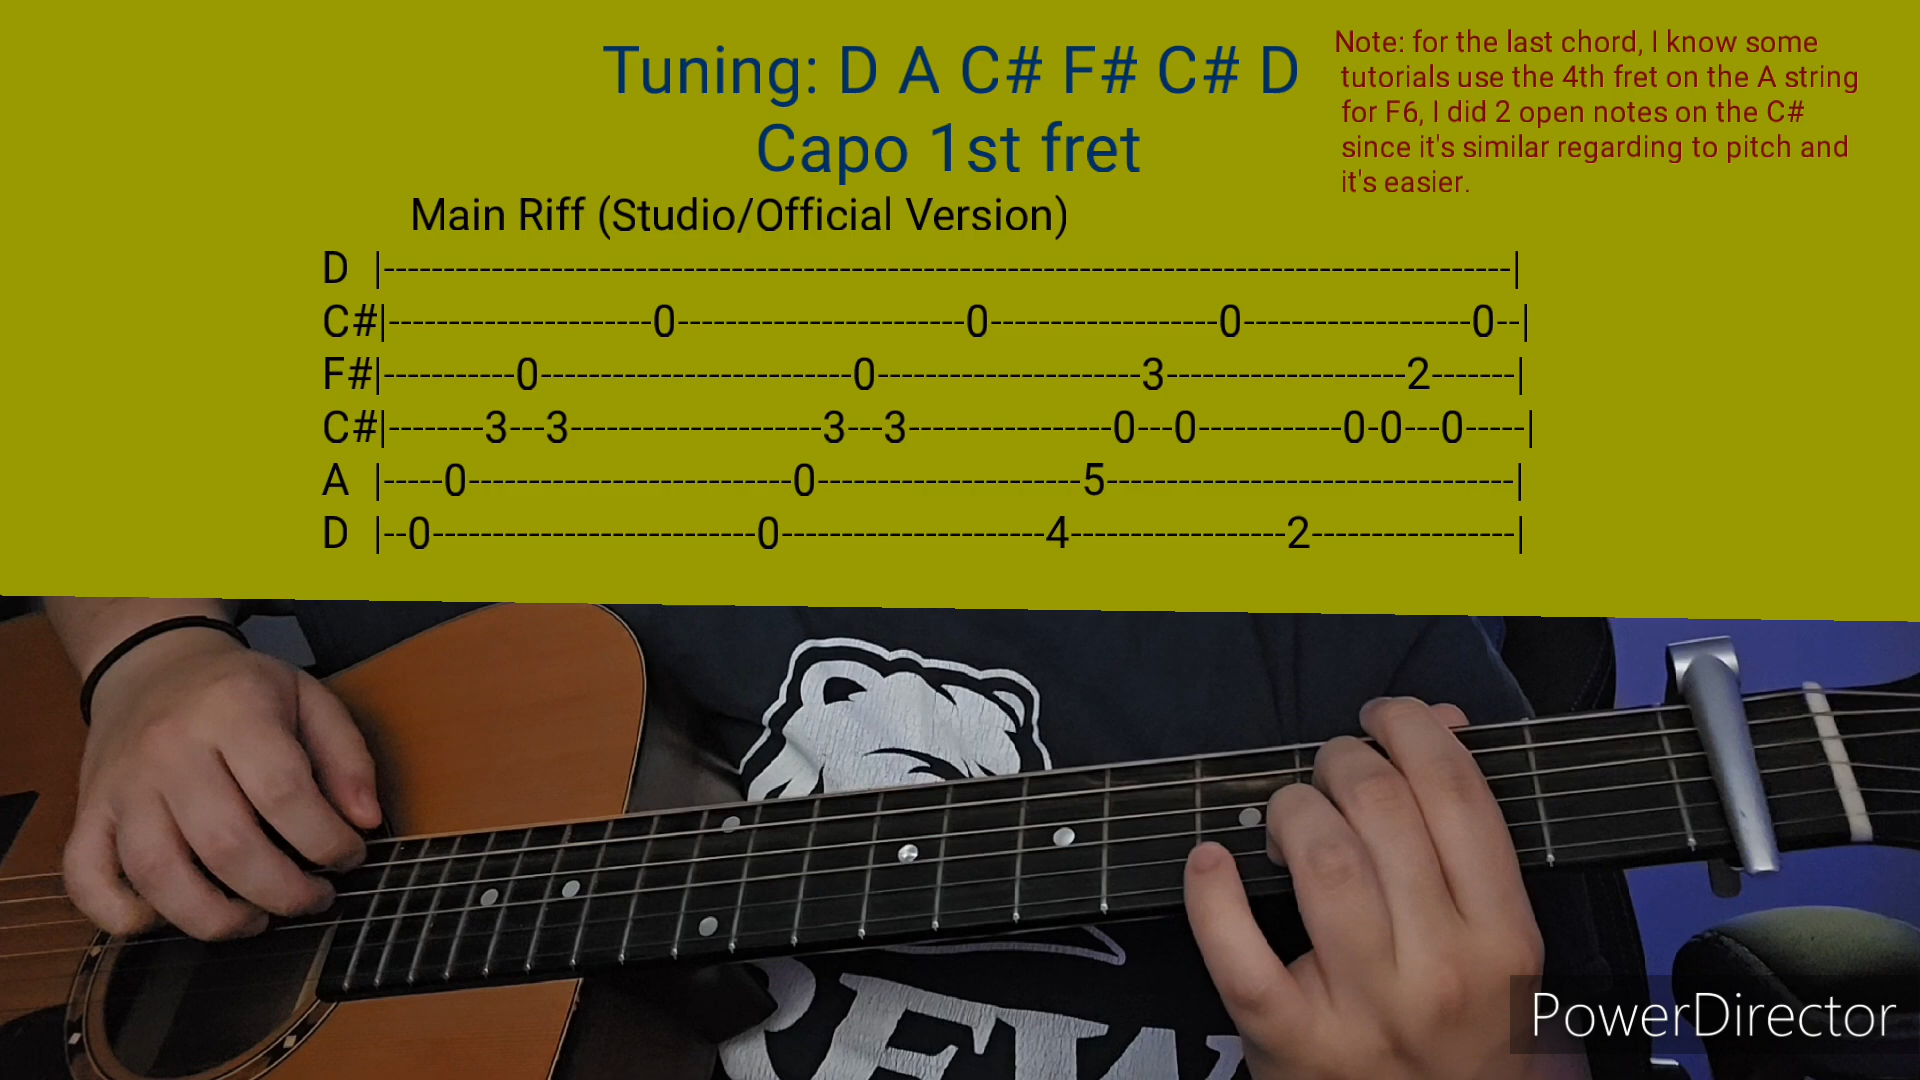 Tuning: D A C# F# C# D
Capo 1st fret
Note: for the last chord, I know some
tutorials use the 4th fret on the A string
for F6, I did 2 open notes on the C#
since it's similar regarding to pitch and
it's easier.
Main Riff (Studio/Official Version)
D |----------------------------------------------------------------------------------------------|
C#|----------------------0------------------------0-------------------0-------------------0--|
F#|-----------0--------------------------0----------------------3--------------------2-------|
C#|--------3---3---------------------3---3-----------------0---0------------0-0---0-----|
A |-----0---------------------------0----------------------5----------------------------------|
D |--0---------------------------0----------------------4-----------------2-----------------|
PowerDirector